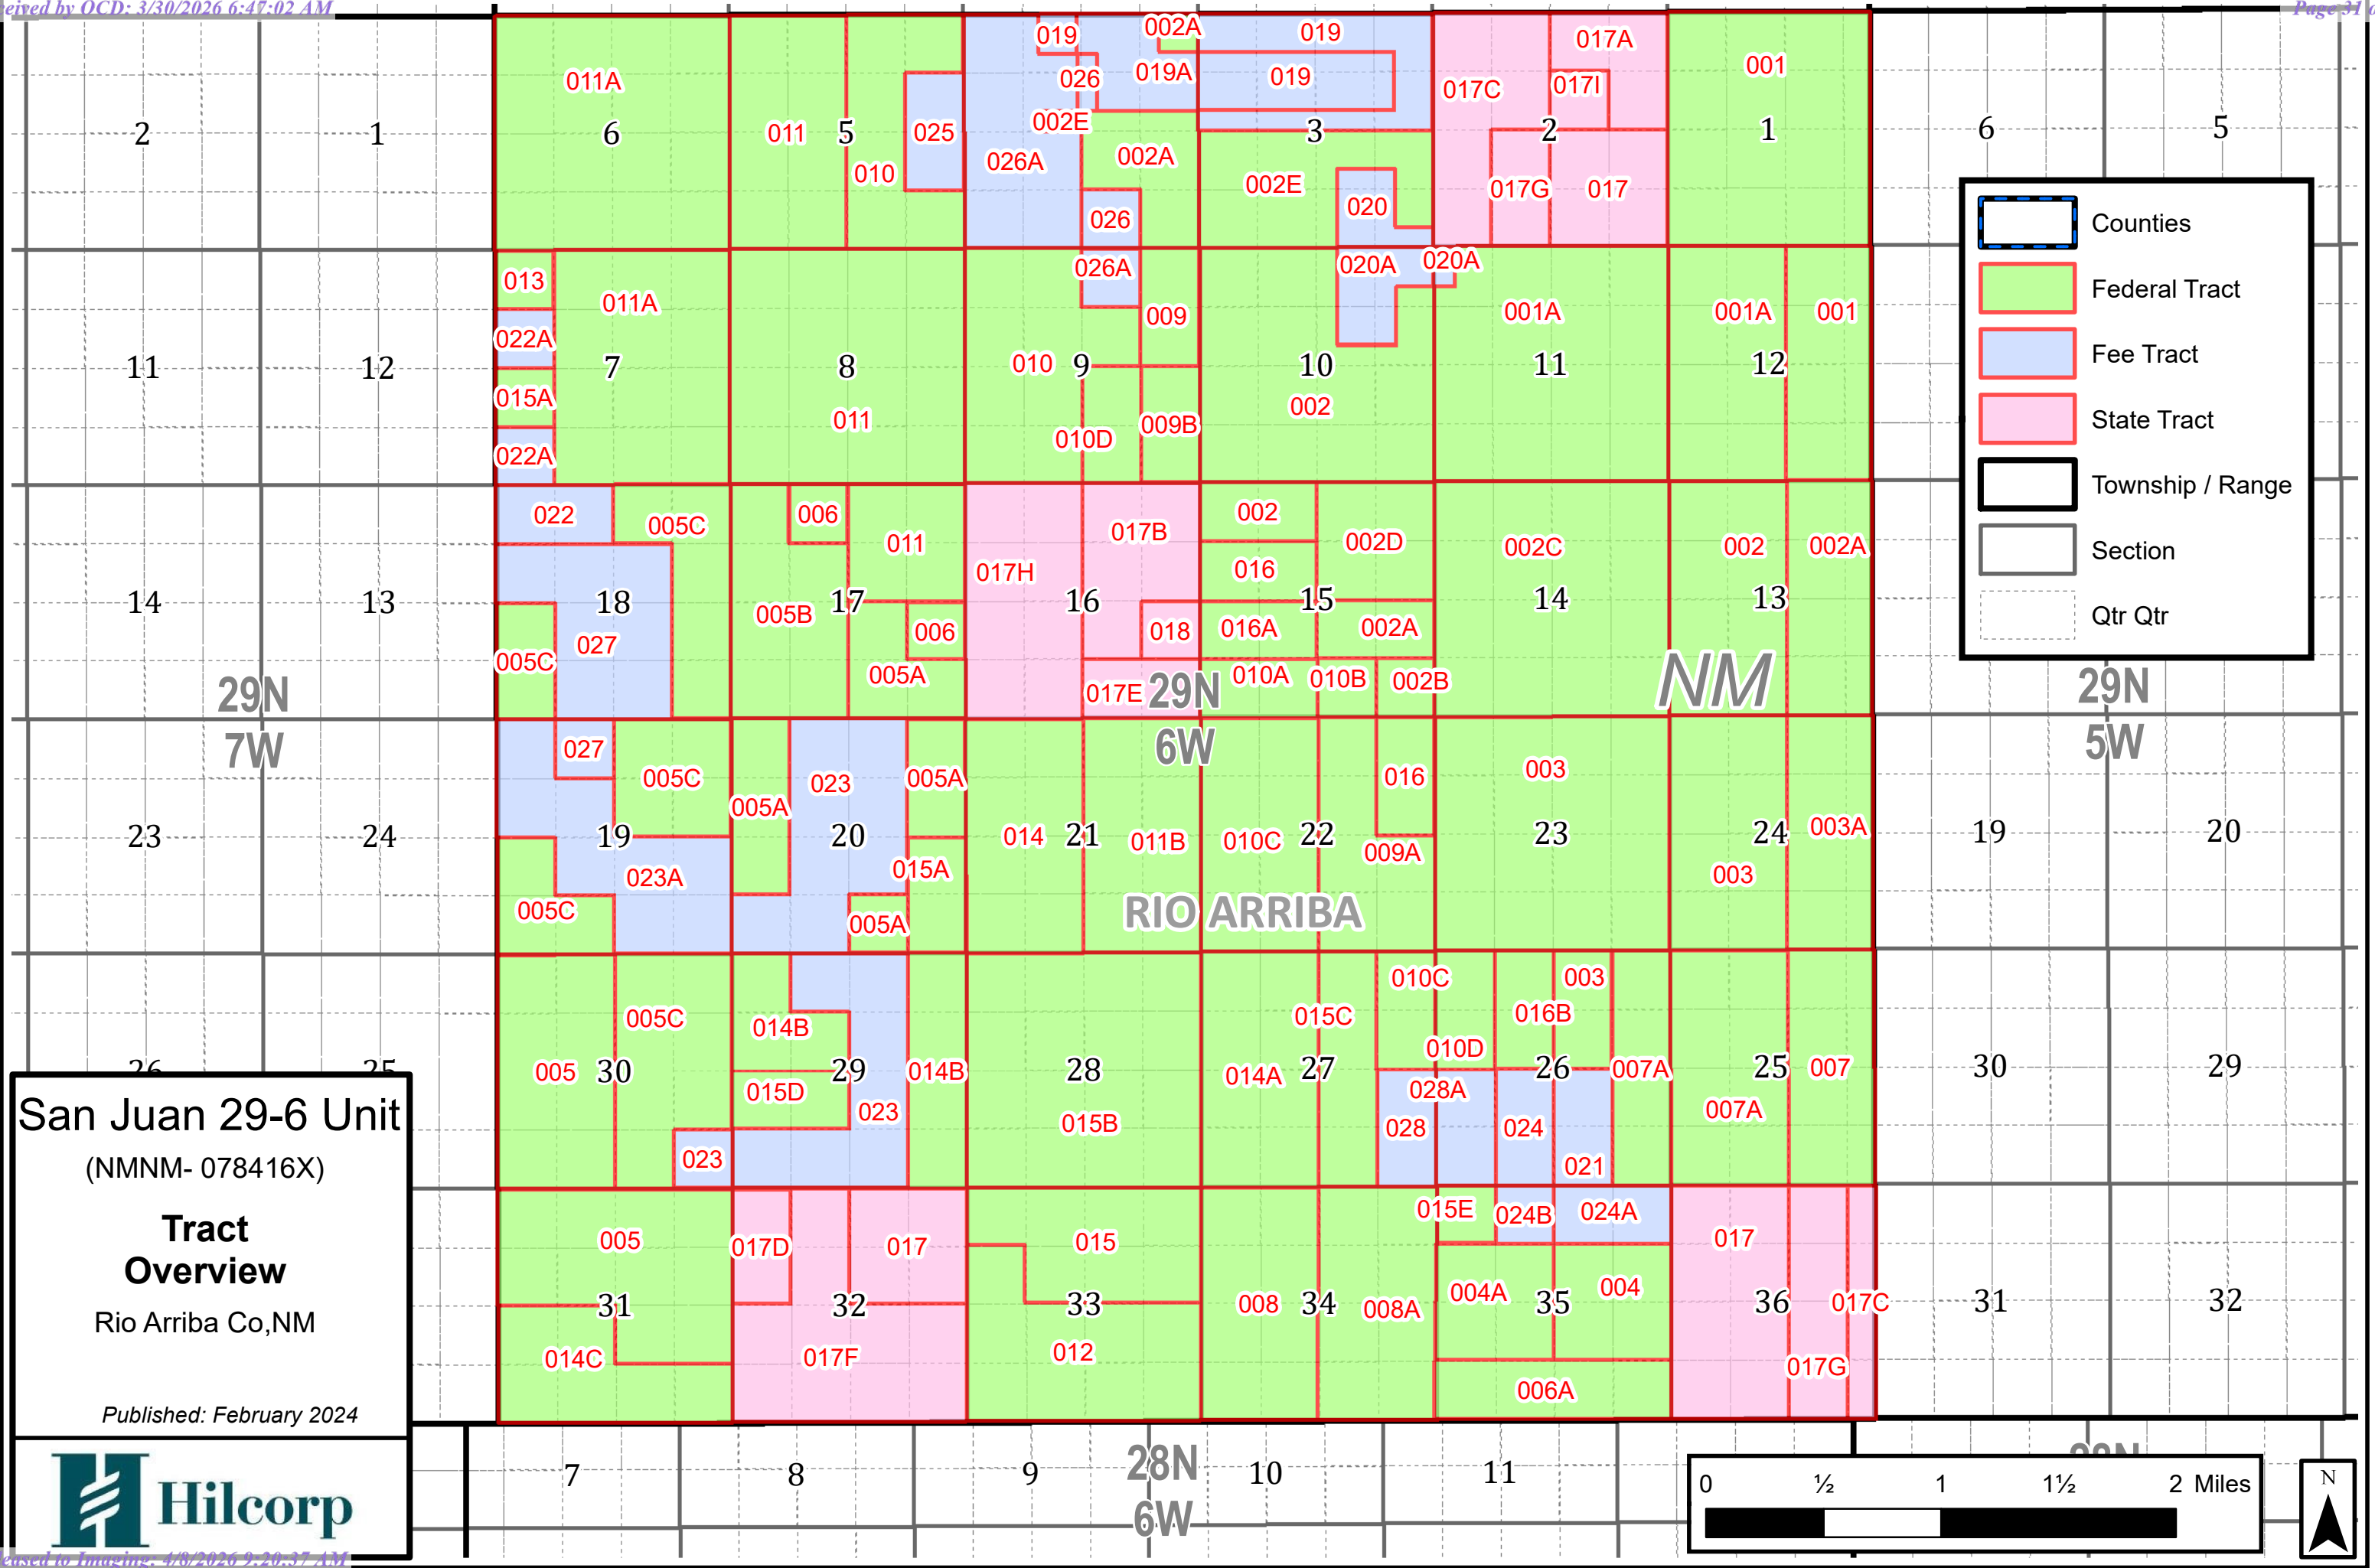 ceived by OCD: 3/30/2026 6:47:02 AM
Page 31 o
019
002A
019
017A
011A
026
019A
019
017C
017I
001
2
1
6
011
5
025
002E
3
2
1
6
5
010
026A
002A
002E
020
017G
017
026
013
011A
026A
020A
020A
022A
009
001A
001A
001
11
12
7
8
010
9
10
11
12
015A
011
002
022A
010D
009B
022
005C
006
011
017B
002
002D
002C
002
002A
017H
016
14
13
18
17
16
15
14
13
027
005B
006
018
016A
002A
005C
005A
017E
010A
010B
002B
29N
7W
29N
6W
NM
29N
5W
027
005C
005A
023
005A
016
003
23
24
19
20
014
21
011B
010C
22
23
24
003A
19
20
023A
015A
009A
003
005C
005A
RIO ARRIBA
005C
014B
010C
003
015C
016B
26
25
005
30
29
014B
28
014A
27
010D
26
007A
25
007
30
29
015D
023
015B
028A
028
024
007A
023
021
005
017D
017
015
015E
024B
024A
017
31
32
33
008
34
008A
004A
35
004
36
017C
31
32
014C
017F
012
006A
017G
7
8
9
28N
6W
10
11
Counties
Federal Tract
Fee Tract
State Tract
Township / Range
Section
Qtr Qtr
San Juan 29-6 Unit
(NMNM- 078416X)
Tract
Overview
Rio Arriba Co,NM
Published: February 2024
Hilcorp
0 ½ 1 1½ 2 Miles
N
eased to Imaging: 4/8/2026 9:20:37 AM